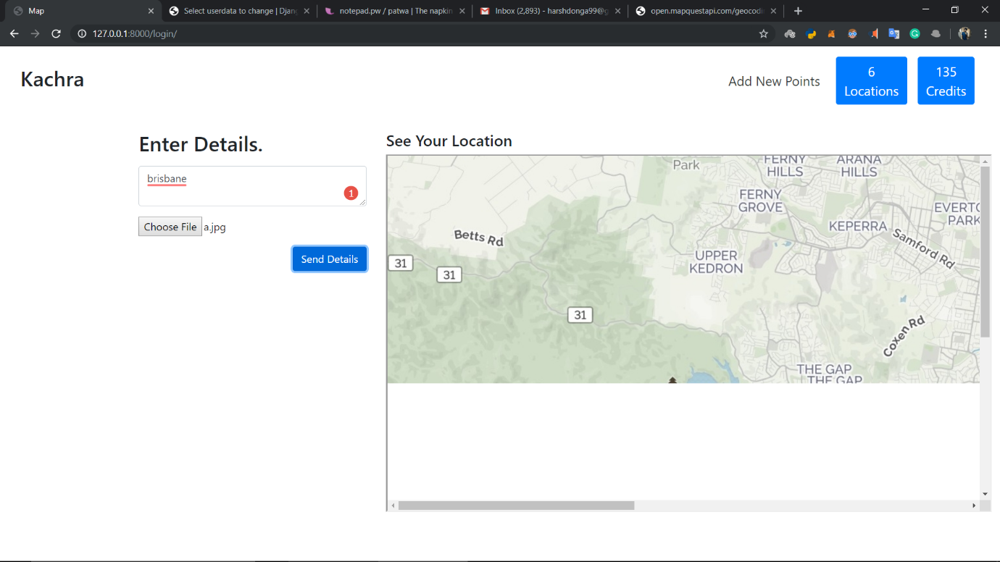 Map
Select userdata to change | Djang
notepad.pw / patwa | The napkin
Inbox (2,893) - harshdonga99@g
open.mapquestapi.com/geocodin
127.0.0.1:8000/login/
Kachra
Add New Points
6
Locations
135
Credits
Enter Details.
brisbane
1
Choose File a.jpg
Send Details
See Your Location
Park
FERNY
HILLS
ARANA
HILLS
FERNY
GROVE
EVERTO
PARK
KEPERRA
Samford Rd
Betts Rd
UPPER
KEDRON
31
31
31
Coxen Rd
THE GAP
THE GAP